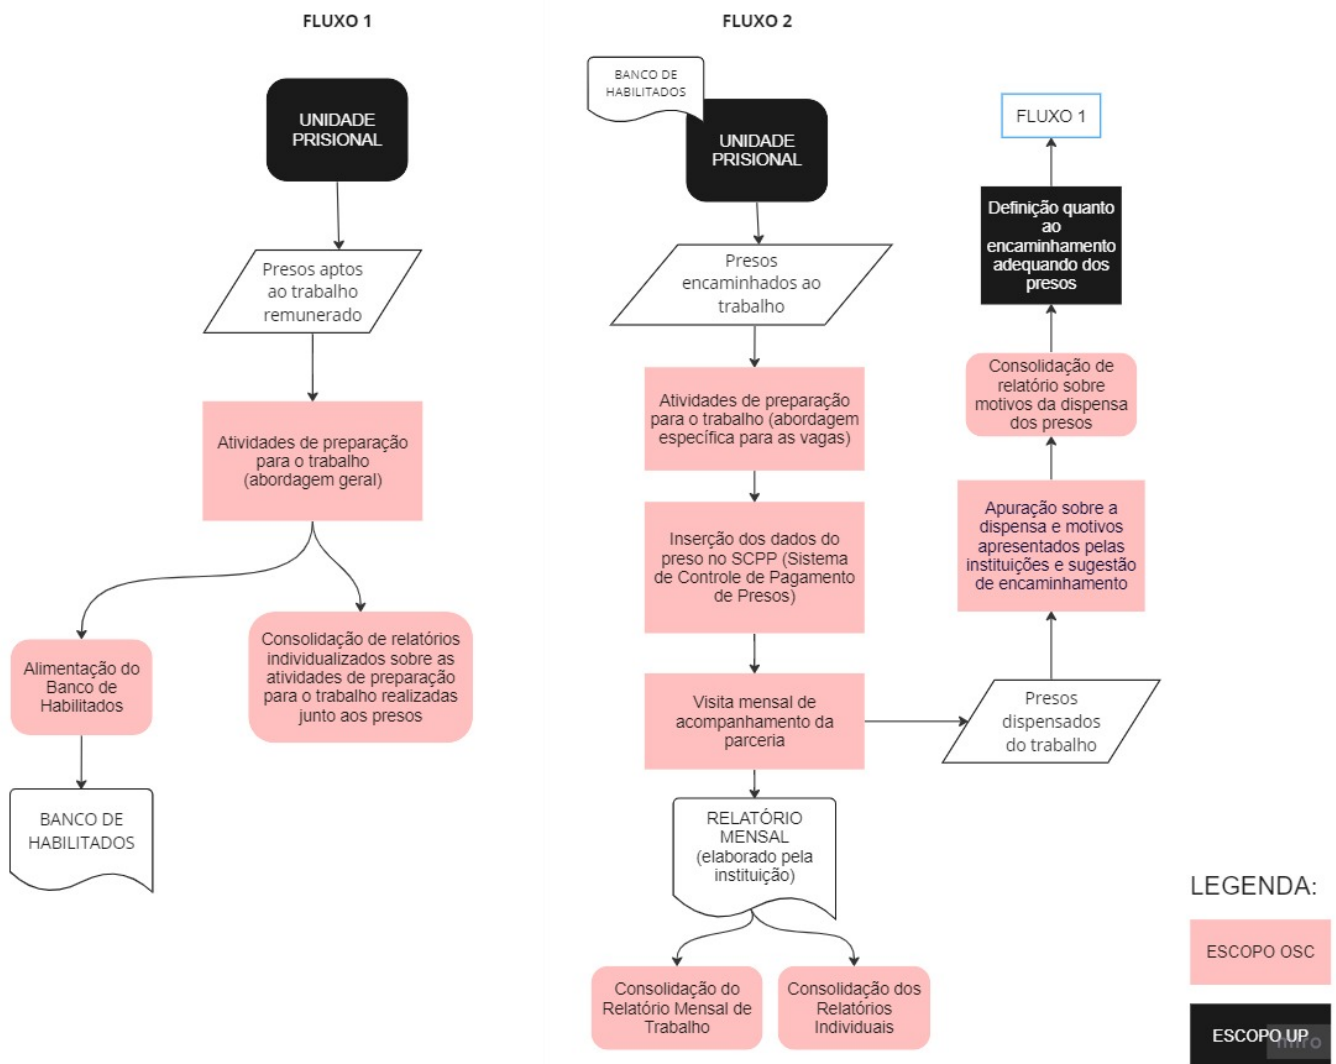 FLUXO 1
UNIDADE
PRISIONAL
Presos aptos
ao trabalho
remunerado
Atividades de preparação
para o trabalho
(abordagem geral)
Alimentação do
Banco de
Habilitados
Consolidação de relatórios
individualizados sobre as
atividades de preparação
para o trabalho realizadas
junto aos presos
BANCO DE
HABILITADOS
FLUXO 2
BANCO DE
HABILITADOS
UNIDADE
PRISIONAL
Presos
encaminhados ao
trabalho
Atividades de preparação
para o trabalho (abordagem
específica para as vagas)
Inserção dos dados do
preso no SCPP (Sistema
de Controle de Pagamento
de Presos)
Visita mensal de
acompanhamento da
parceria
RELATÓRIO
MENSAL
(elaborado pela
instituição)
Consolidação do
Relatório Mensal de
Trabalho
Consolidação dos
Relatórios
Individuais
FLUXO 1
Definição quanto
ao
encaminhamento
adequando dos
presos
Consolidação de
relatório sobre
motivos da dispensa
dos presos
Apuração sobre a
dispensa e motivos
apresentados pelas
instituições e sugestão
de encaminhamento
Presos
dispensados
do trabalho
LEGENDA:
ESCOPO OSC
ESCOPO UP
miro